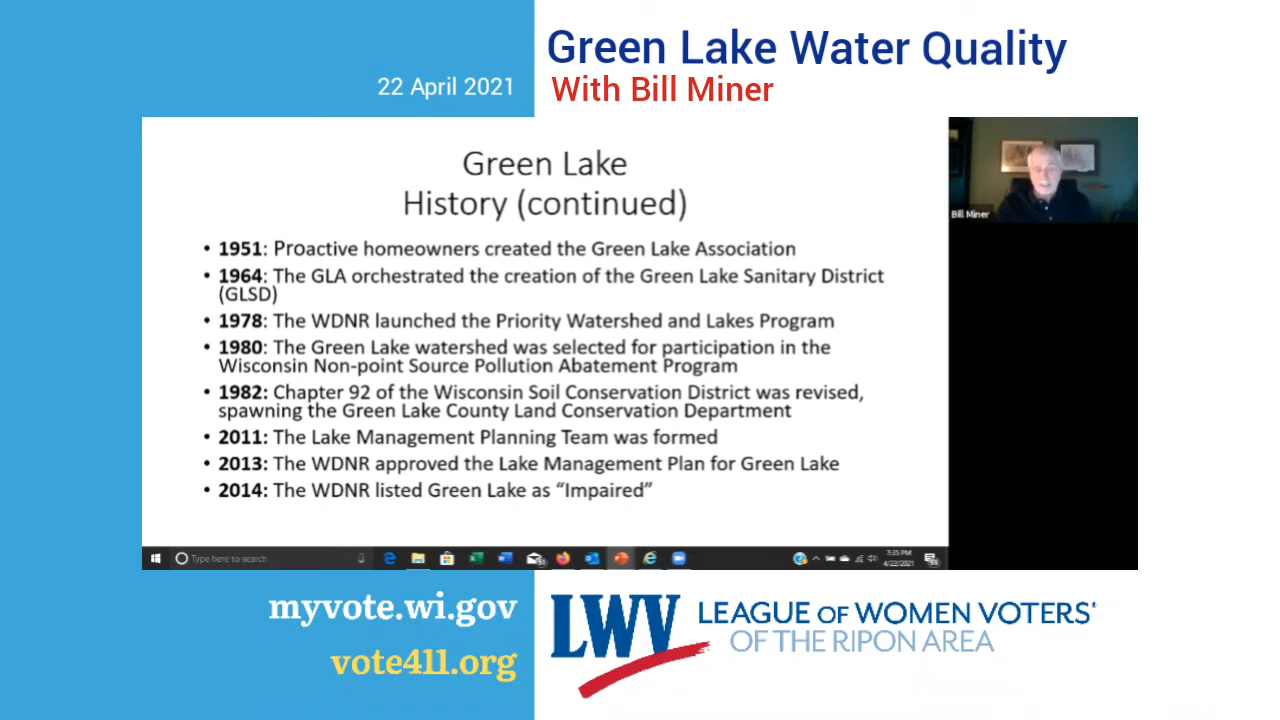 22 April 2021
Green Lake Water Quality
With Bill Miner
Green Lake
History (continued)
• 1951: Proactive homeowners created the Green Lake Association
• 1964: The GLA orchestrated the creation of the Green Lake Sanitary District
(GLSD)
• 1978: The WDNR launched the Priority Watershed and Lakes Program
• 1980: The Green Lake watershed was selected for participation in the
Wisconsin Non-point Source Pollution Abatement Program
• 1982: Chapter 92 of the Wisconsin Soil Conservation District was revised,
spawning the Green Lake County Land Conservation Department
• 2011: The Lake Management Planning Team was formed
• 2013: The WDNR approved the Lake Management Plan for Green Lake
• 2014: The WDNR listed Green Lake as “Impaired”
Bill Miner
Type here to search
7:35 PM
4/22/2021
myvote.wi.gov
vote411.org
LWV
LEAGUE OF WOMEN VOTERS'
OF THE RIPON AREA